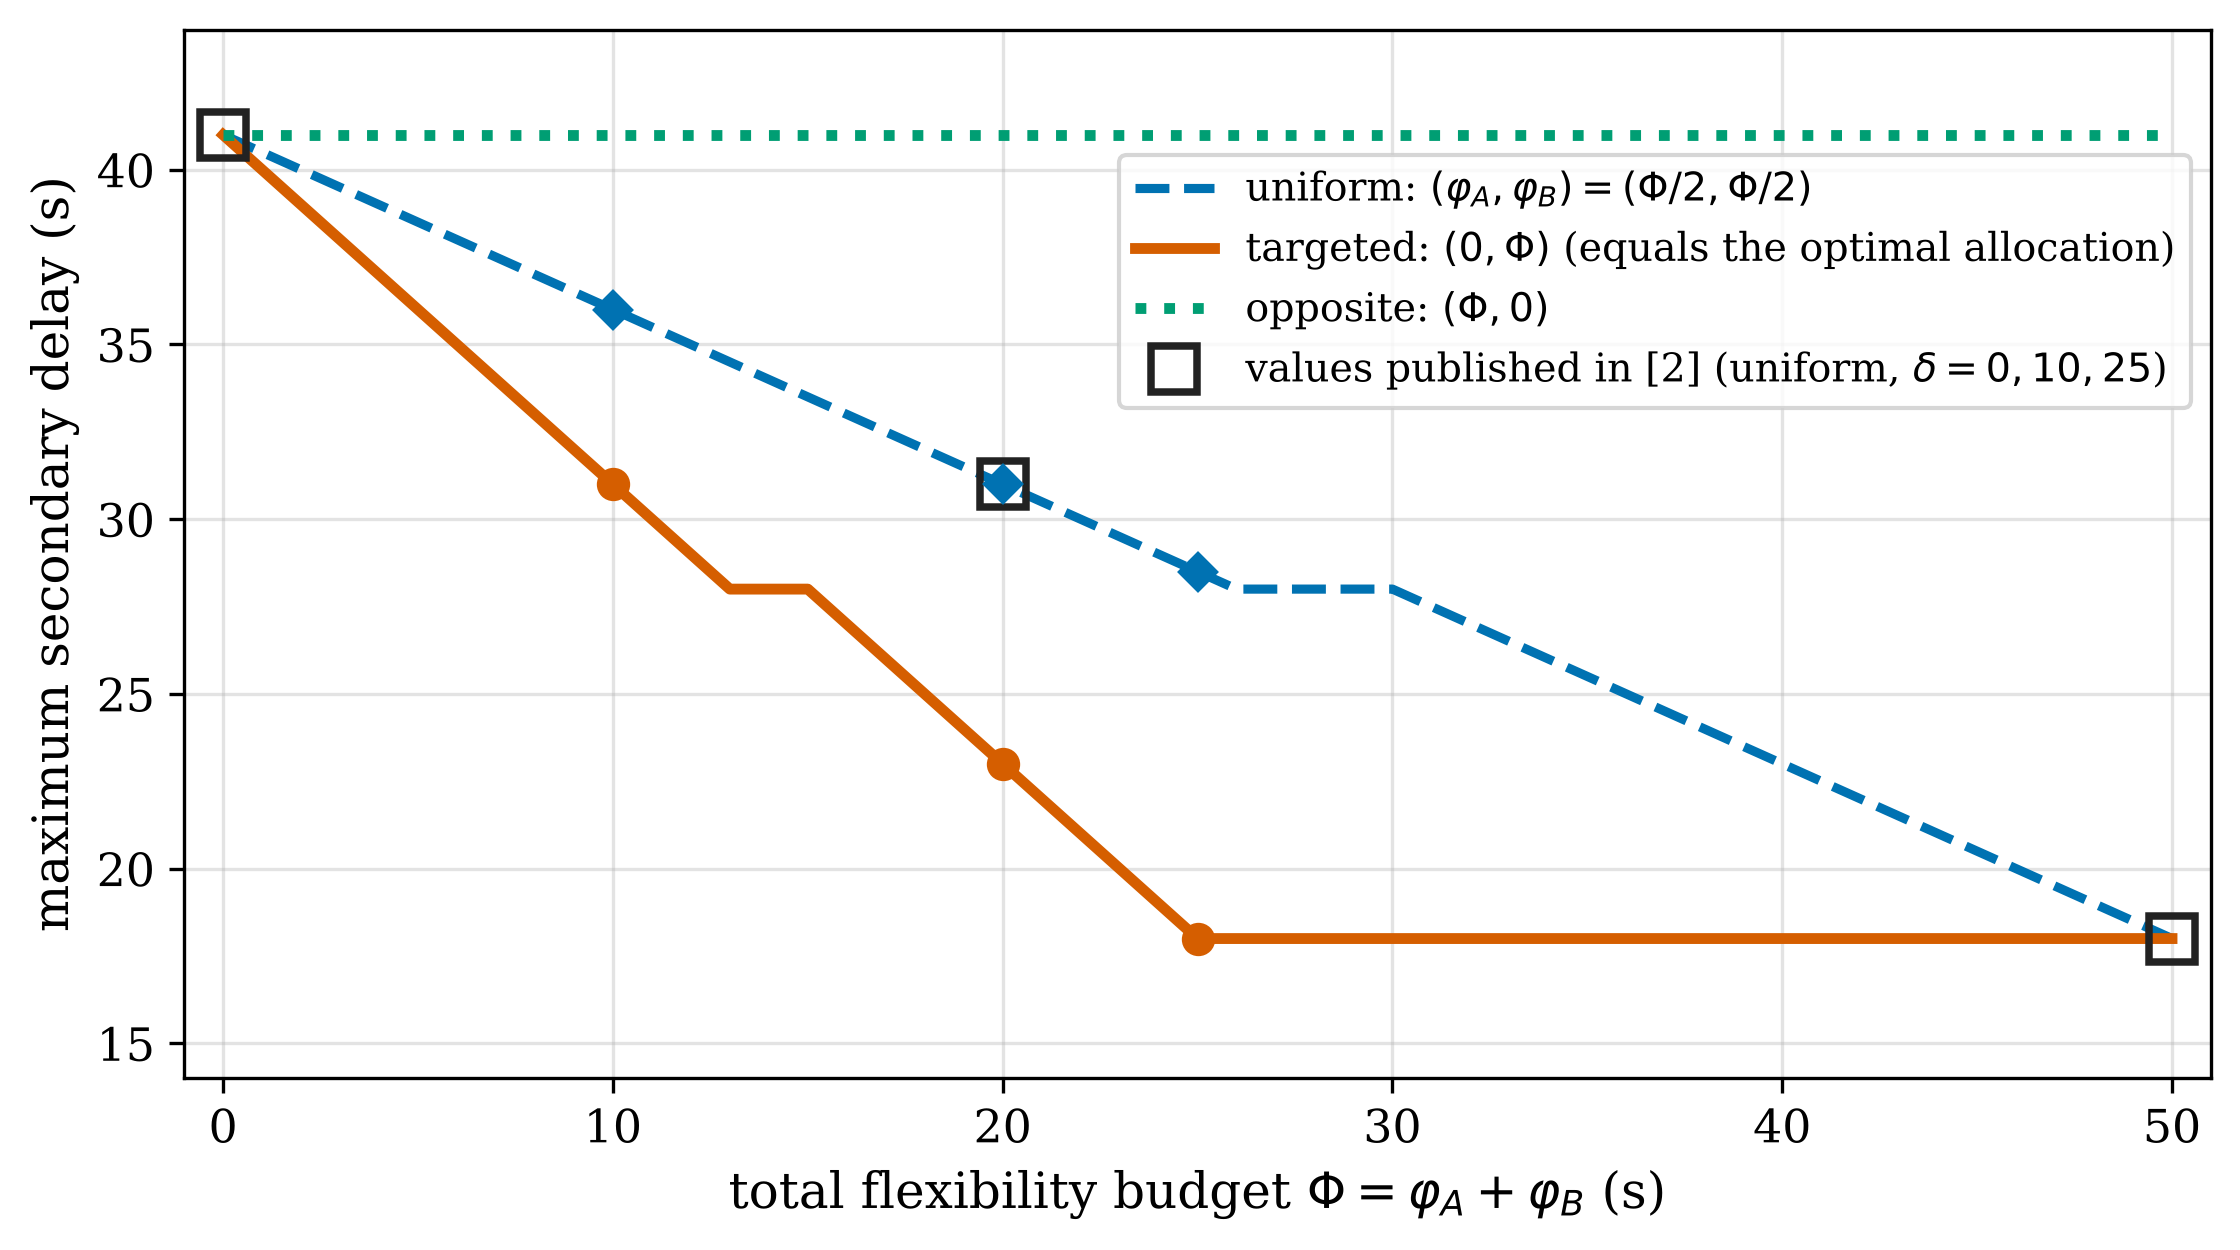 40
35
30
25
20
15
maximum secondary delay (s)
uniform: (φ_A, φ_B) = (Φ/2, Φ/2)
targeted: (0, Φ) (equals the optimal allocation)
opposite: (Φ, 0)
values published in [2] (uniform, δ = 0, 10, 25)
0 10 20 30 40 50
total flexibility budget Φ = φ_A + φ_B (s)